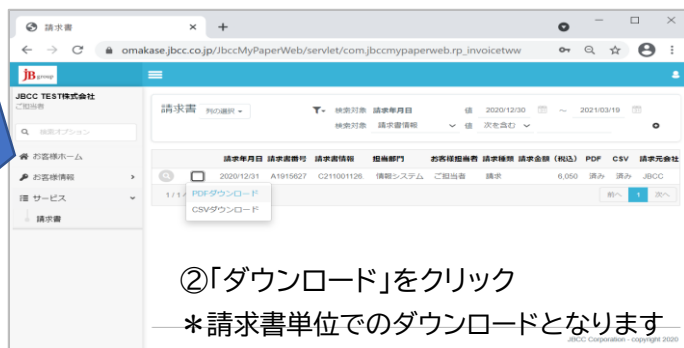 請求書
omakase.jbcc.co.jp/JbccMyPaperWeb/servlet/com.jbccmypaperweb.rp_invoicetww
JB group
JBCC TEST株式会社
ご担当者
検索オプション
お客様ホーム
お客様情報
サービス
請求書
請求書 列の選択 検索対象 請求年月日 値 2020/12/30 ~ 2021/03/19
検索対象 請求書情報 値 次を含む
請求年月日 請求書番号 請求書情報 担当部門 お客様担当者 請求種類 請求金額 (税込) PDF CSV 請求元会社
2020/12/31 A1915627 C211001126 情報システム ご担当者 請求 6,050 済み 済み JBCC
1 / 1 前へ 1 次へ
PDFダウンロード
CSVダウンロード
②「ダウンロード」をクリック
*請求書単位でのダウンロードとなります
JBCC Corporation - copyright 2020